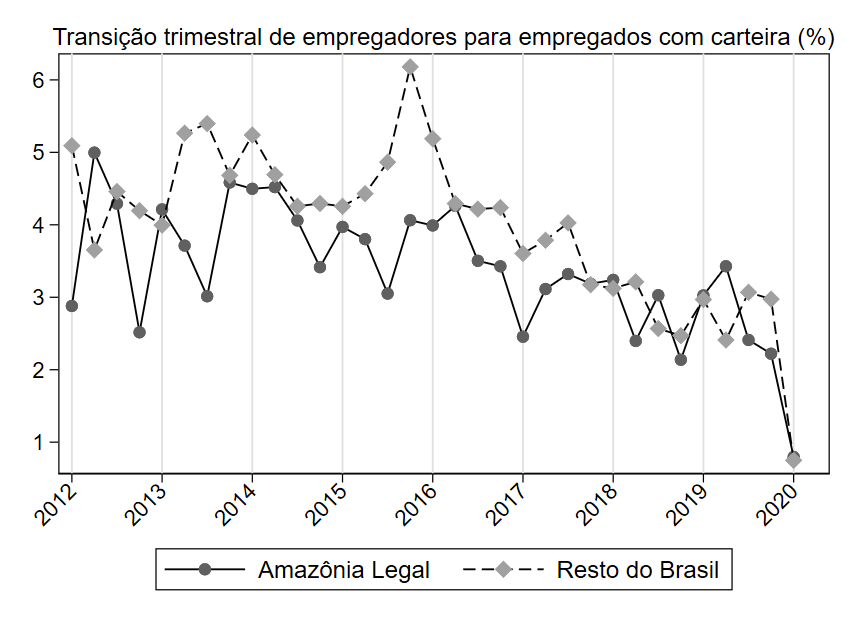 Transição trimestral de empregadores para empregados com carteira (%)
6
5
4
3
2
1
2012 2013 2014 2015 2016 2017 2018 2019 2020
Amazônia Legal Resto do Brasil